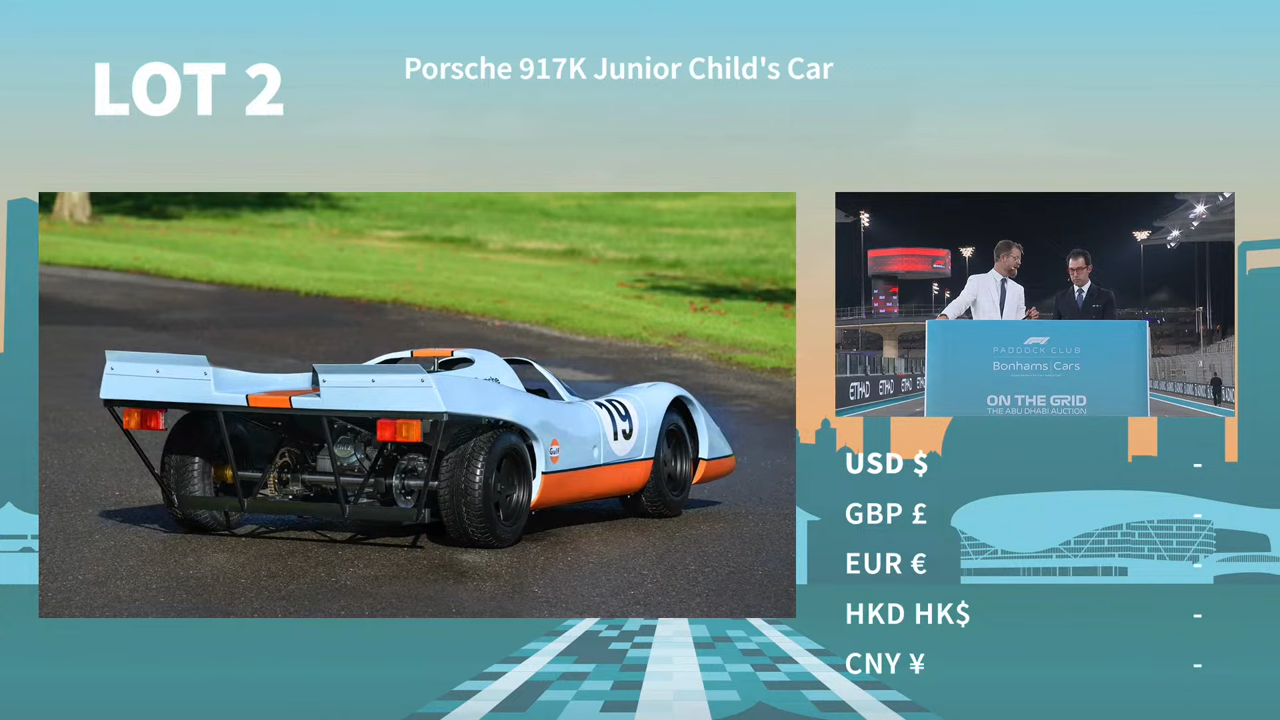 LOT 2
Porsche 917K Junior Child's Car
19
Gulf
PADDOCK CLUB
Bonhams|Cars
ON THE GRID
THE ABU DHABI AUCTION
ETIHAD
ETIHAD
USD $ -
GBP £ -
EUR € -
HKD HK$ -
CNY ¥ -